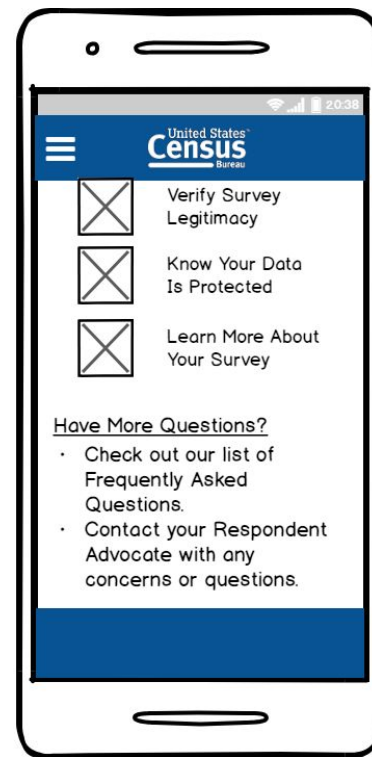 20:38
United States™
Census
Bureau
Verify Survey
Legitimacy
Know Your Data
Is Protected
Learn More About
Your Survey
Have More Questions?
· Check out our list of
Frequently Asked
Questions.
· Contact your Respondent
Advocate with any
concerns or questions.